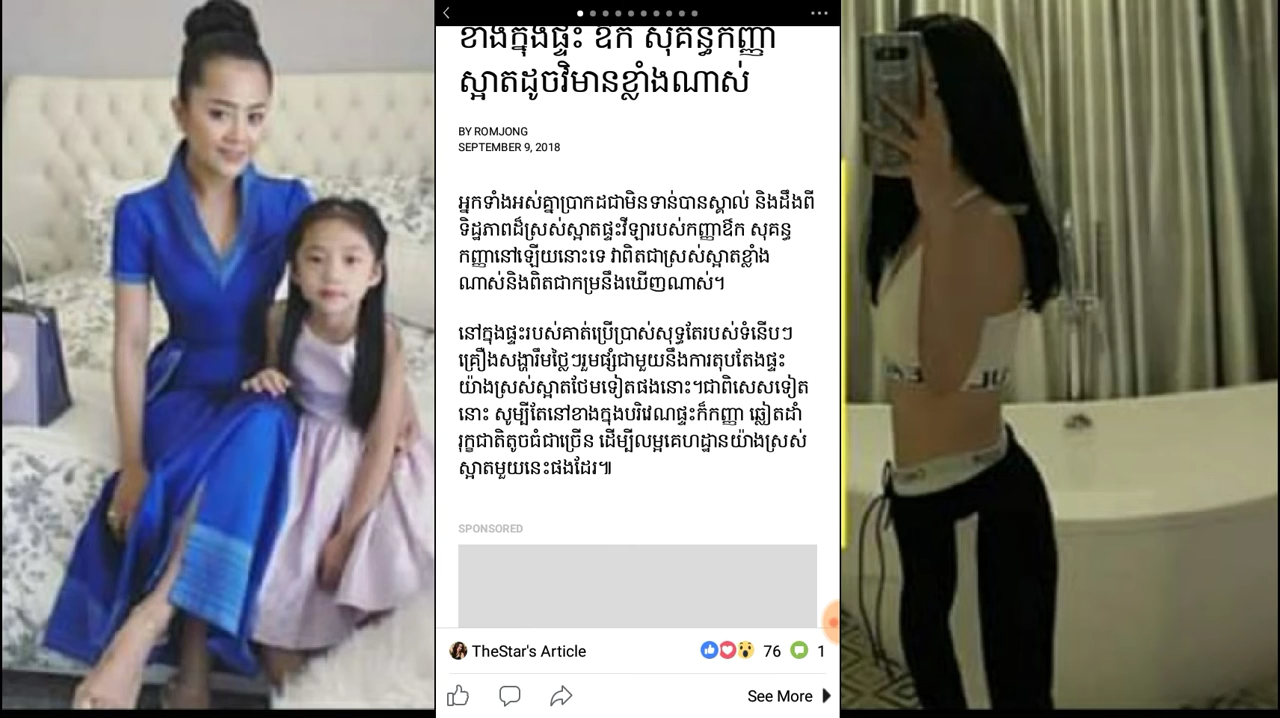 ខាងក្នុងផ្ទះ ឱក សុគន្ធកញ្ញា
ស្អាតដូចវិមានខ្លាំងណាស់
BY ROMJONG
SEPTEMBER 9, 2018
អ្នកទាំងអស់គ្នាប្រាកដជាមិនទាន់បានស្គាល់ និងដឹងពី
ទិដ្ឋភាពដ៏ស្រស់ស្អាតផ្ទះវីឡារបស់កញ្ញាឱក សុគន្ធ
កញ្ញានៅឡើយនោះទេ វាពិតជាស្រស់ស្អាតខ្លាំង
ណាស់និងពិតជាកម្រនឹងឃើញណាស់។
នៅក្នុងផ្ទះរបស់គាត់ប្រើប្រាស់សុទ្ធតែរបស់ទំនើបៗ
គ្រឿងសង្ហារឹមថ្លៃៗរួមផ្សំជាមួយនឹងការតុបតែងផ្ទះ
យ៉ាងស្រស់ស្អាតថែមទៀតផងនោះ។ជាពិសេសទៀត
នោះ សូម្បីតែនៅខាងក្នុងបរិវេណផ្ទះក៏កញ្ញា ឆ្លៀតដាំ
រុក្ខជាតិតូចធំជាច្រើន ដើម្បីលម្អគេហដ្ឋានយ៉ាងស្រស់
ស្អាតមួយនេះផងដែរ៕
SPONSORED
TheStar's Article
76
1
See More